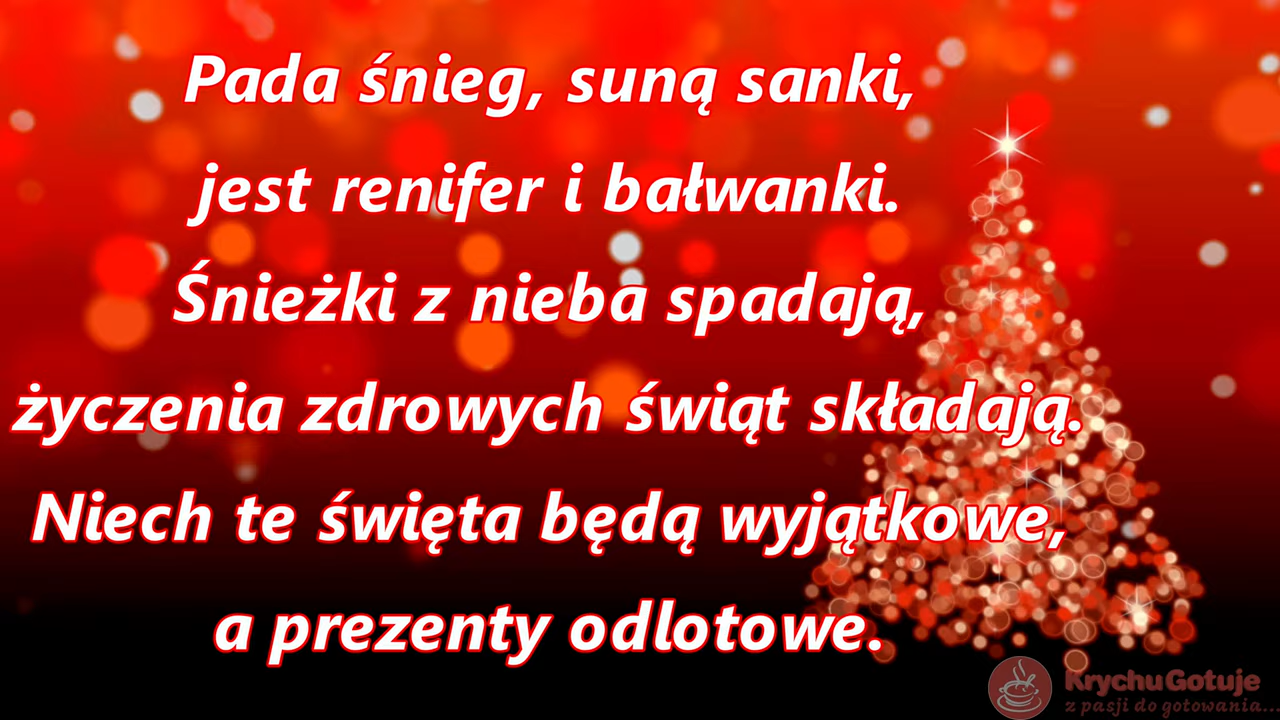 Pada śnieg, suną sanki,
jest renifer i bałwanki.
Śnieżki z nieba spadają,
życzenia zdrowych świąt składają.
Niech te święta będą wyjątkowe,
a prezenty odlotowe.
KrychuGotuje
z pasji do gotowania...